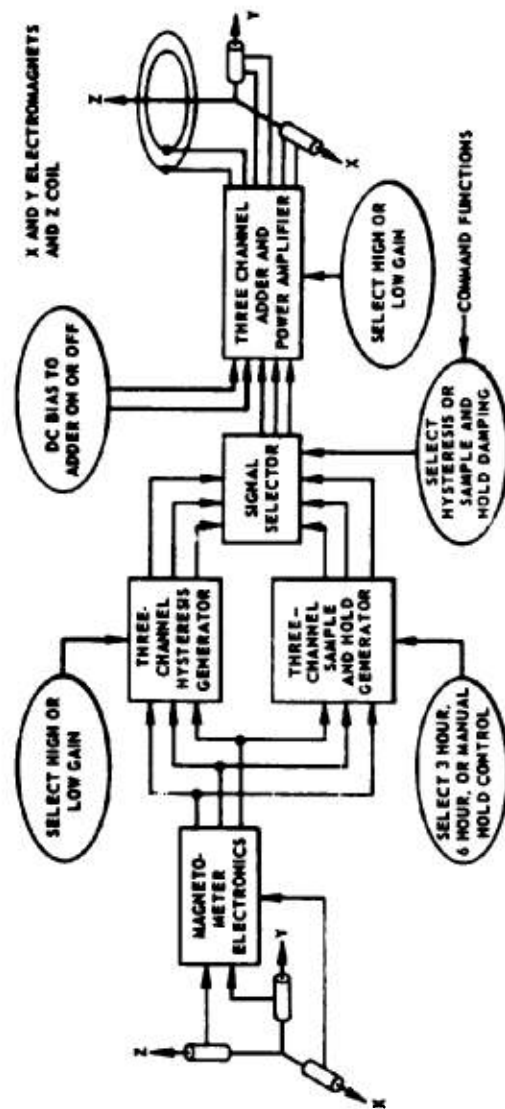 X AND Y ELECTROMAGNETS
AND Z COIL
Z
Y
X
DC BIAS TO
ADDER ON OR OFF
THREE CHANNEL
ADDER AND
POWER AMPLIFIER
SELECT HIGH OR
LOW GAIN
COMMAND FUNCTIONS
SELECT
HYSTERESIS OR
SAMPLE AND
HOLD DAMPING
SIGNAL
SELECTOR
SELECT HIGH OR
LOW GAIN
THREE-
CHANNEL
HYSTERESIS
GENERATOR
THREE-
CHANNEL
SAMPLE
AND HOLD
GENERATOR
SELECT 3 HOUR,
6 HOUR, OR MANUAL
HOLD CONTROL
MAGNETO-
METER
ELECTRONICS
Z
Y
X